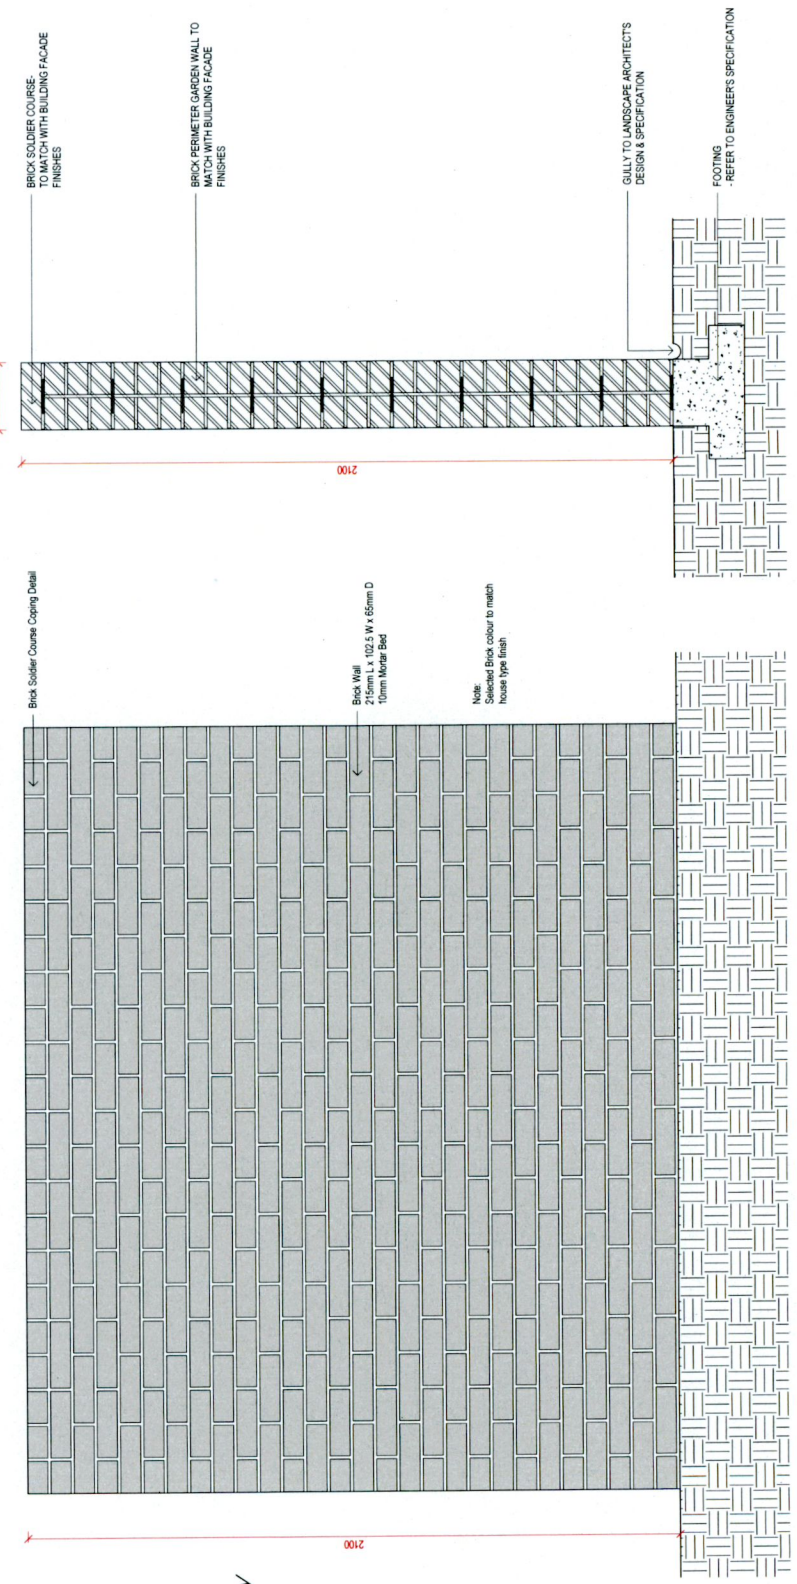 BRICK SOLDIER COURSE-
TO MATCH WITH BUILDING FACADE
FINISHES
BRICK PERIMETER GARDEN WALL TO
MATCH WITH BUILDING FACADE
FINISHES
GULLY TO LANDSCAPE ARCHITECT'S
DESIGN & SPECIFICATION
FOOTING
- REFER TO ENGINEER'S SPECIFICATION
2100
Brick Soldier Course Coping Detail
Brick Wall
215mm L x 102.5 W x 65mm D
10mm Mortar Bed
Note:
Selected Brick colour to match
house type finish
2100